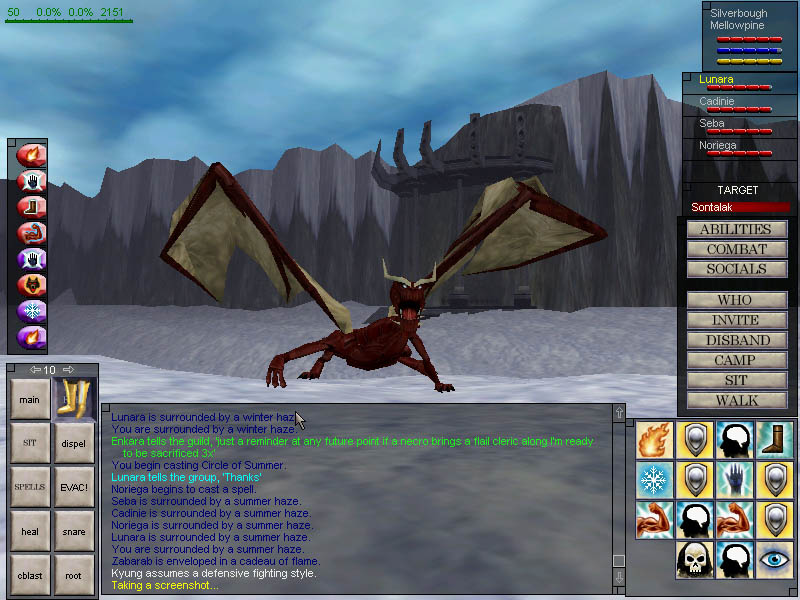 50 0.0% 0.0% 2151
Silverbough
Mellowpine
Lunara
Cadinie
Seba
Noriega
TARGET
Sontalak
ABILITIES
COMBAT
SOCIALS
WHO
INVITE
DISBAND
CAMP
SIT
WALK
10
main
SIT
dispel
SPELLS
EVAC!
heal
snare
cblast
root
Lunara is surrounded by a winter haze.
You are surrounded by a winter haze.
Enkara tells the guild, 'just a reminder at any future point if a necro brings a flail cleric along I'm ready
to be sacrificed 3x'
You begin casting Circle of Summer.
Lunara tells the group, 'Thanks'
Noriega begins to cast a spell.
Seba is surrounded by a summer haze.
Cadinie is surrounded by a summer haze.
Noriega is surrounded by a summer haze.
Lunara is surrounded by a summer haze.
You are surrounded by a summer haze.
Zabarab is enveloped in a cadeau of flame.
Kyung assumes a defensive fighting style.
Taking a screenshot...